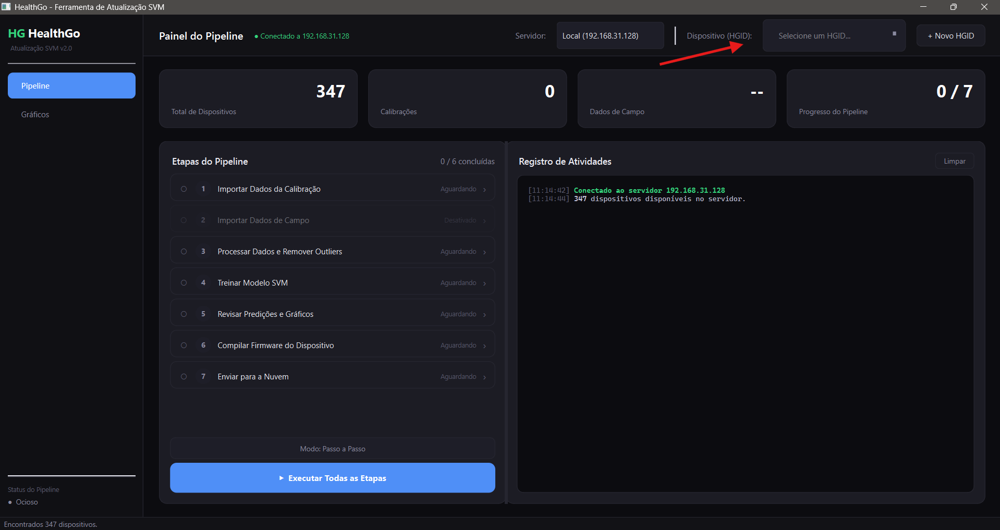 HealthGo - Ferramenta de Atualização SVM
HG HealthGo
Atualização SVM v2.0
Pipeline
Gráficos
Status do Pipeline
● Ocioso
Painel do Pipeline
● Conectado a 192.168.31.128
Servidor:
Local (192.168.31.128)
Dispositivo (HGID):
Selecione um HGID...
+ Novo HGID
347
Total de Dispositivos
0
Calibrações
--
Dados de Campo
0 / 7
Progresso do Pipeline
Etapas do Pipeline
0 / 6 concluídas
1 Importar Dados da Calibração Aguardando ›
2 Importar Dados de Campo Desativado ›
3 Processar Dados e Remover Outliers Aguardando ›
4 Treinar Modelo SVM Aguardando ›
5 Revisar Predições e Gráficos Aguardando ›
6 Compilar Firmware do Dispositivo Aguardando ›
7 Enviar para a Nuvem Aguardando ›
Modo: Passo a Passo
Executar Todas as Etapas
Registro de Atividades
Limpar
[11:14:42] Conectado ao servidor 192.168.31.128
[11:14:44] 347 dispositivos disponíveis no servidor.
Encontrados 347 dispositivos.